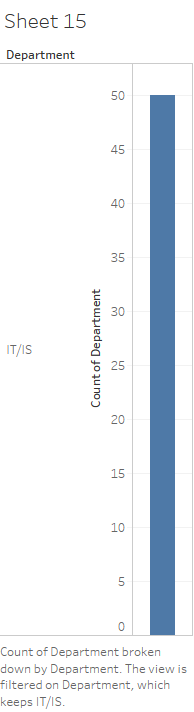 Sheet 15
Department
50
45
40
35
30
25
20
15
10
5
0
Count of Department
IT/IS
Count of Department broken
down by Department. The view is
filtered on Department, which
keeps IT/IS.